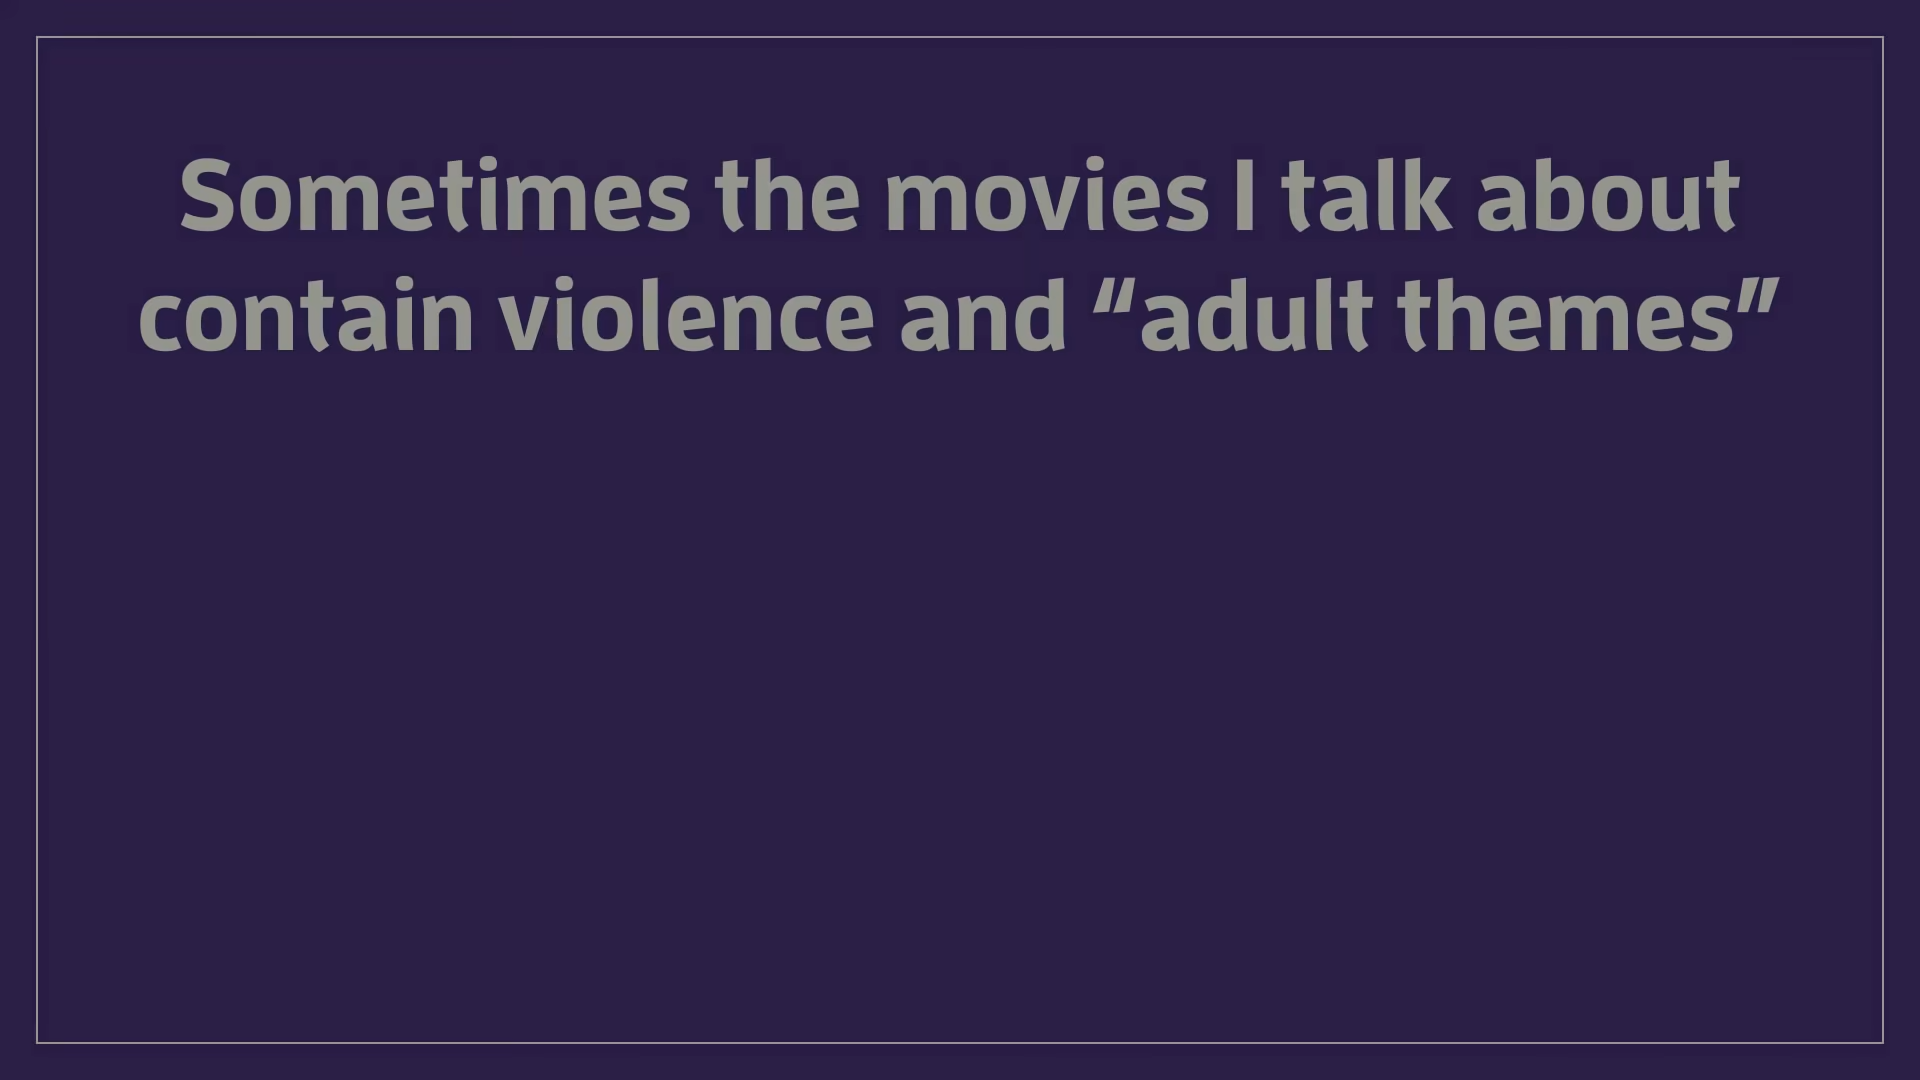 Sometimes the movies I talk about
contain violence and “adult themes”